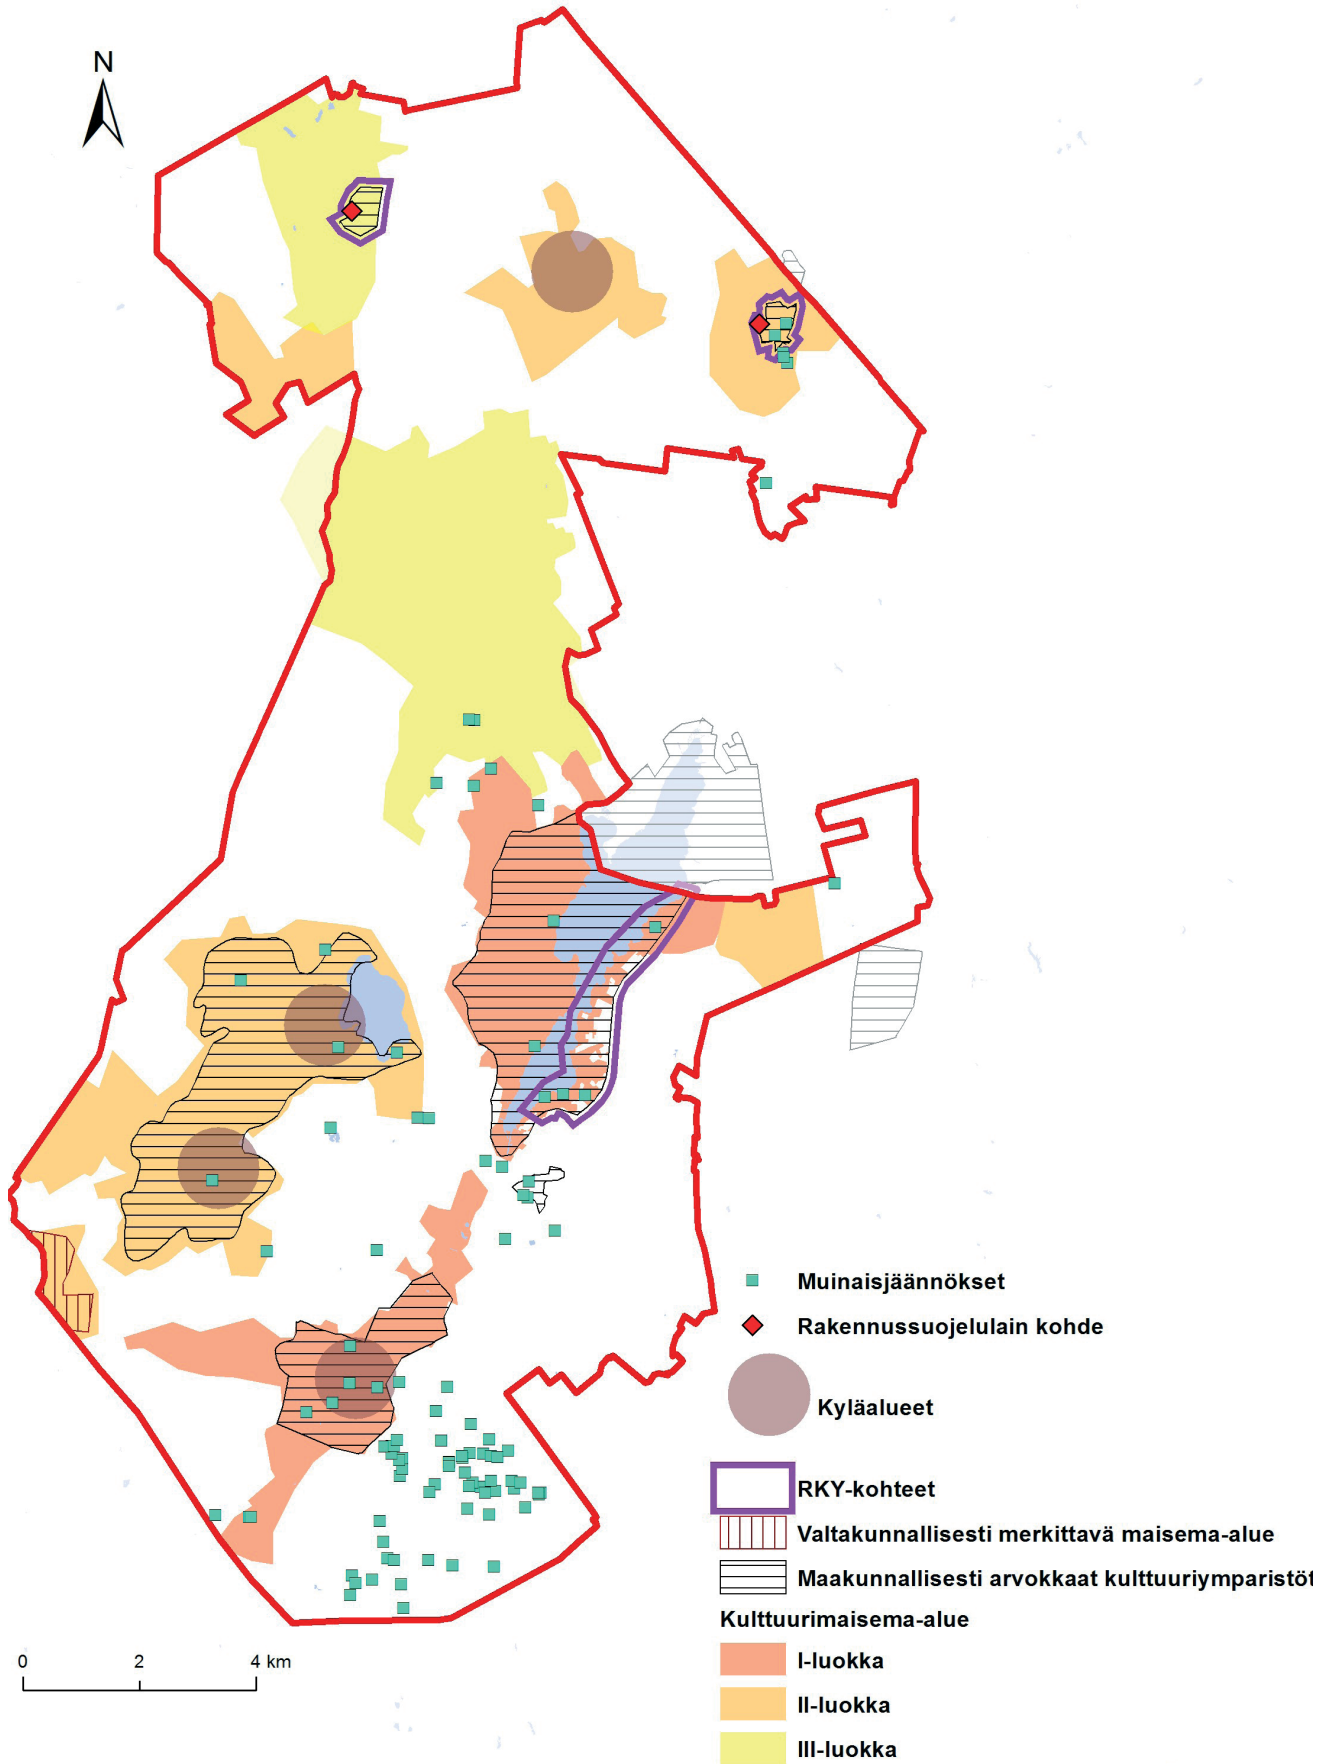 N
Muinaisjäännökset
Rakennussuojelulain kohde
Kyläalueet
RKY-kohteet
Valtakunnallisesti merkittävä maisema-alue
Maakunnallisesti arvokkaat kulttuuriymparistöt
Kulttuurimaisema-alue
I-luokka
II-luokka
III-luokka
0 2 4 km